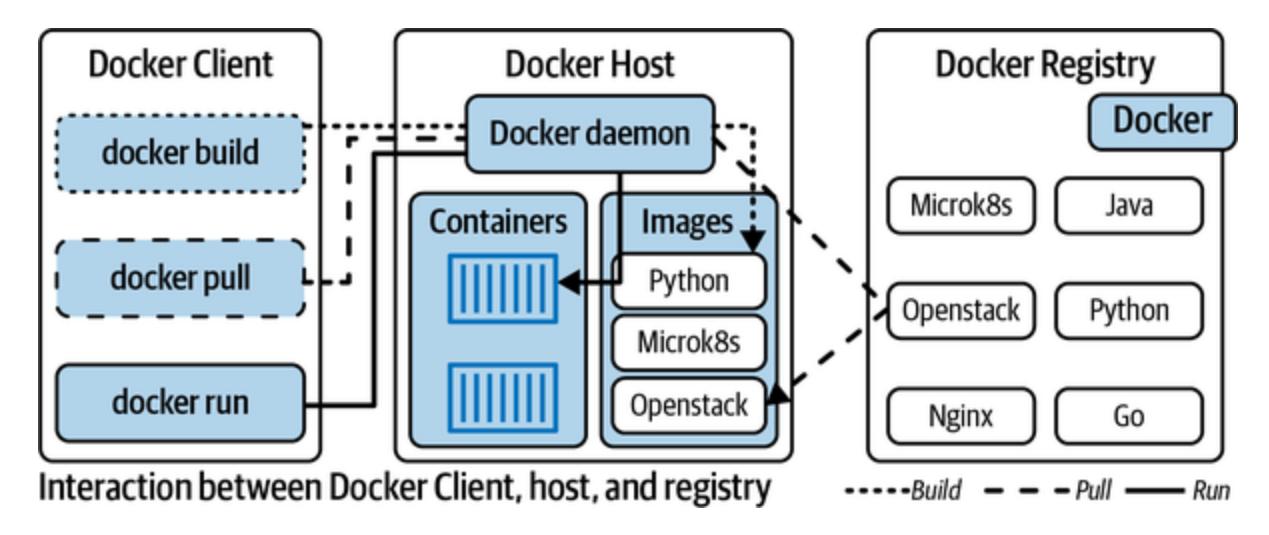 Docker Client
docker build
docker pull
docker run
Docker Host
Docker daemon
Containers
Images
Python
Microk8s
Openstack
Docker Registry
Docker
Microk8s
Java
Openstack
Python
Nginx
Go
Interaction between Docker Client, host, and registry
Build
Pull
Run